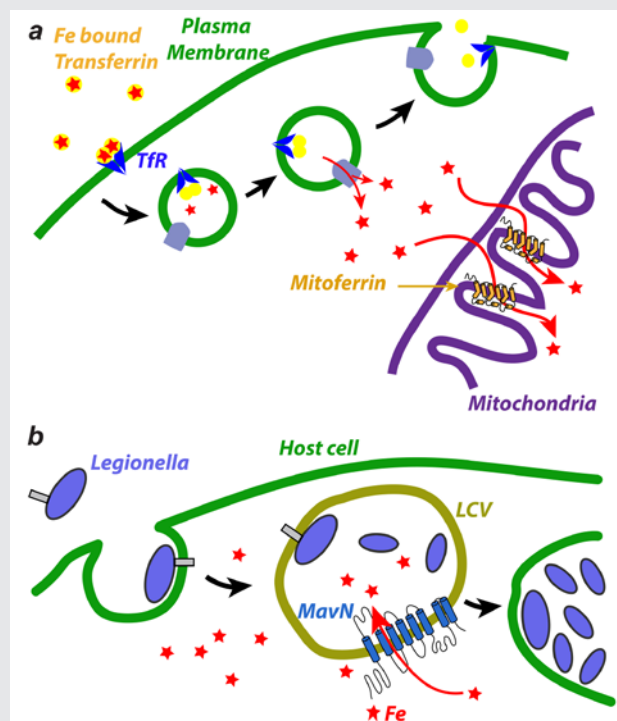 a
Fe bound
Transferrin
Plasma
Membrane
TfR
Mitoferrin
Mitochondria
b
Legionella
Host cell
LCV
MavN
Fe